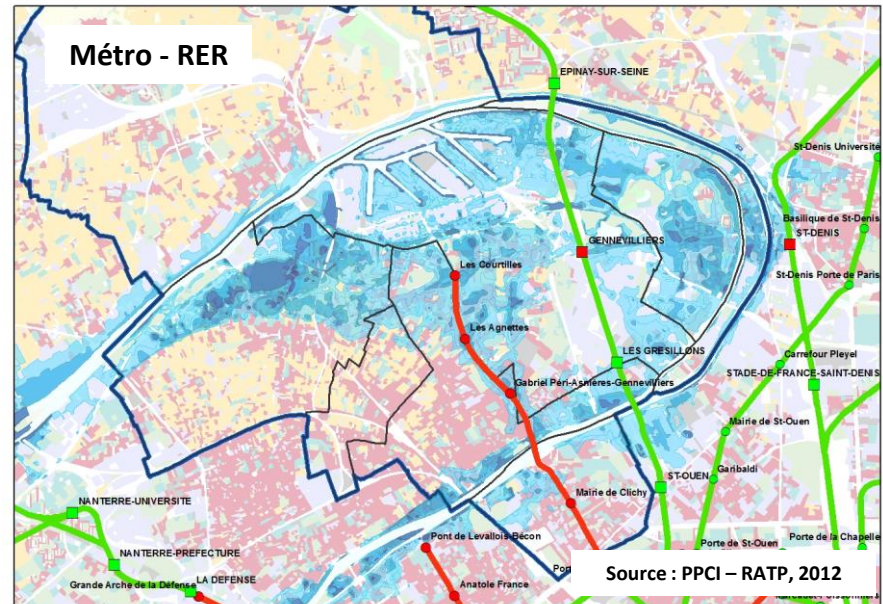 Métro - RER
EPINAY-SUR-SEINE
St-Denis Université
Basilique de St-Denis
ST-DENIS
GENNEVILLIERS
Les Courtilles
St-Denis Porte de Paris
Les Agnettes
LES GRESILLONS
Carrefour Pleyel
STADE-DE-FRANCE-SAINT-DENIS
Gabriel Péri-Asnieres-Gennevilliers
Mairie de St-Ouen
ST-OUEN
Garibaldi
NANTERRE-UNIVERSITE
Mairie de Clichy
Pont de Levallois-Bécon
Porte de St-Ouen
Porte de la Chapelle
NANTERRE-PREFECTURE
Grande Arche de la Défense
LA DEFENSE
Anatole France
Source : PPCI – RATP, 2012